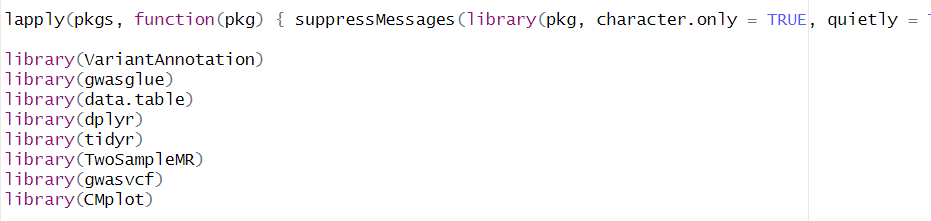 lapply(pkgs, function(pkg) { suppressMessages(library(pkg, character.only = TRUE, quietly =
library(VariantAnnotation)
library(gwasglue)
library(data.table)
library(dplyr)
library(tidyr)
library(TwoSampleMR)
library(gwasvcf)
library(CMplot)